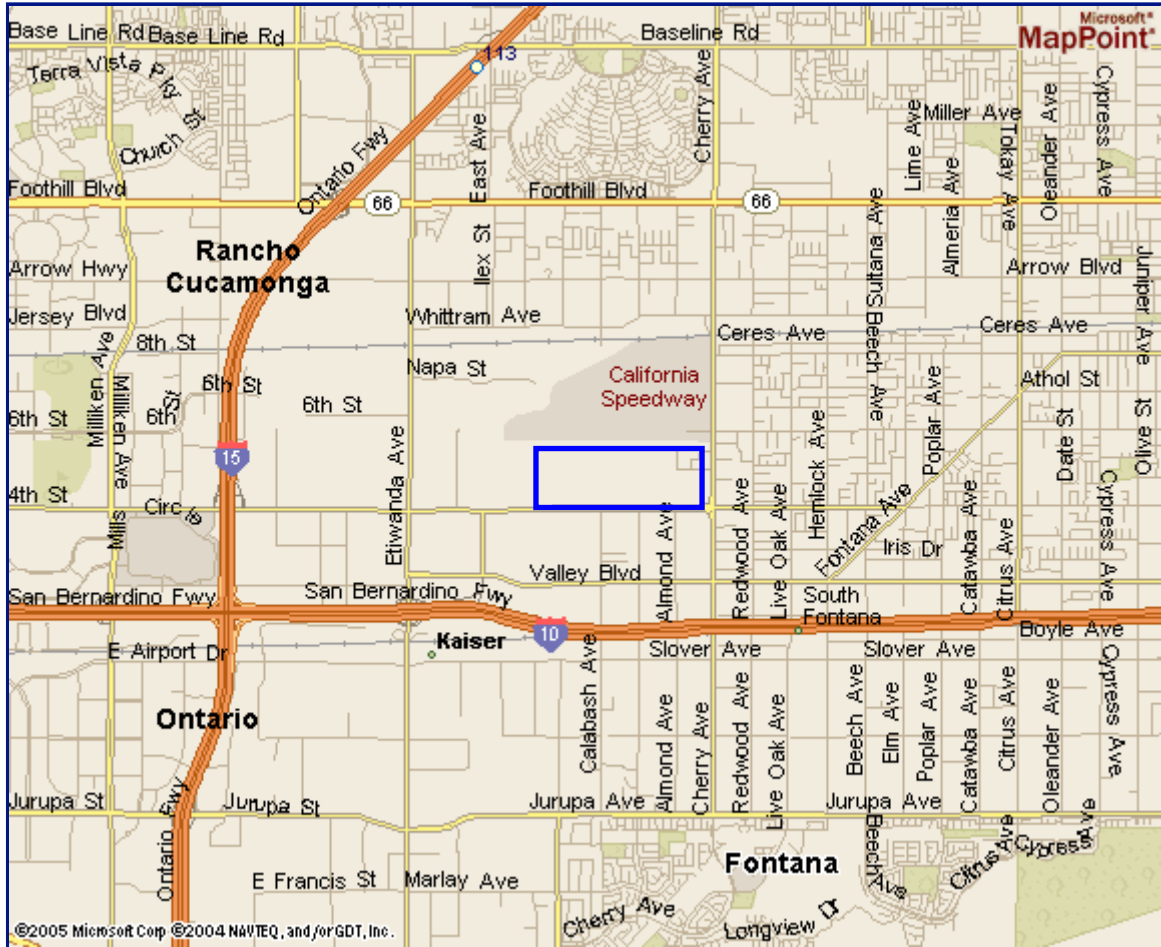 Base Line Rd
Base Line Rd
Baseline Rd
Microsoft®
MapPoint®
113
Terra Vista Pky
Church St
Ontario Fwy
East Ave
Cherry Ave
Lime Ave
Miller Ave
Tokay Ave
Oleander Ave
Cypress Ave
Foothill Blvd
66
Foothill Blvd
66
Rancho
Cucamonga
Ilex St
Sultana Ave
Almeria Ave
Arrow Hwy
Arrow Blvd
Juniper Ave
Jersey Blvd
Whittram Ave
Ceres Ave
Ceres Ave
8th St
Napa St
California
Speedway
Athol St
Milliken Ave
Milliken Ave
6th St
6th St
6th St
6th
St
Beech Ave
Poplar Ave
Date St
Olive St
15
Etiwanda Ave
Hemlock Ave
4th St
Circle
Mills
Almond Ave
Redwood Ave
Live Oak Ave
Fontana Ave
Iris Dr
Catawba Ave
Citrus Ave
Cypress Ave
Valley Blvd
San Bernardino Fwy
San Bernardino Fwy
South
Fontana
10
Boyle Ave
E Airport Dr
Kaiser
Slover Ave
Slover Ave
Ontario
Calabash Ave
Almond Ave
Cherry Ave
Redwood Ave
Live Oak Ave
Beech Ave
Elm Ave
Poplar Ave
Catawba Ave
Citrus Ave
Oleander Ave
Cypress Ave
Jurupa St
Jurupa St
Jurupa Ave
Jurupa Ave
Ontario Fwy
Fontana
Beech Ave
Citrus Ave
Cypress Ave
E Francis St
Marlay Ave
Cherry Ave
Longview Dr
©2005 Microsoft Corp ©2004 NAVTEQ, and/or GDT, Inc.